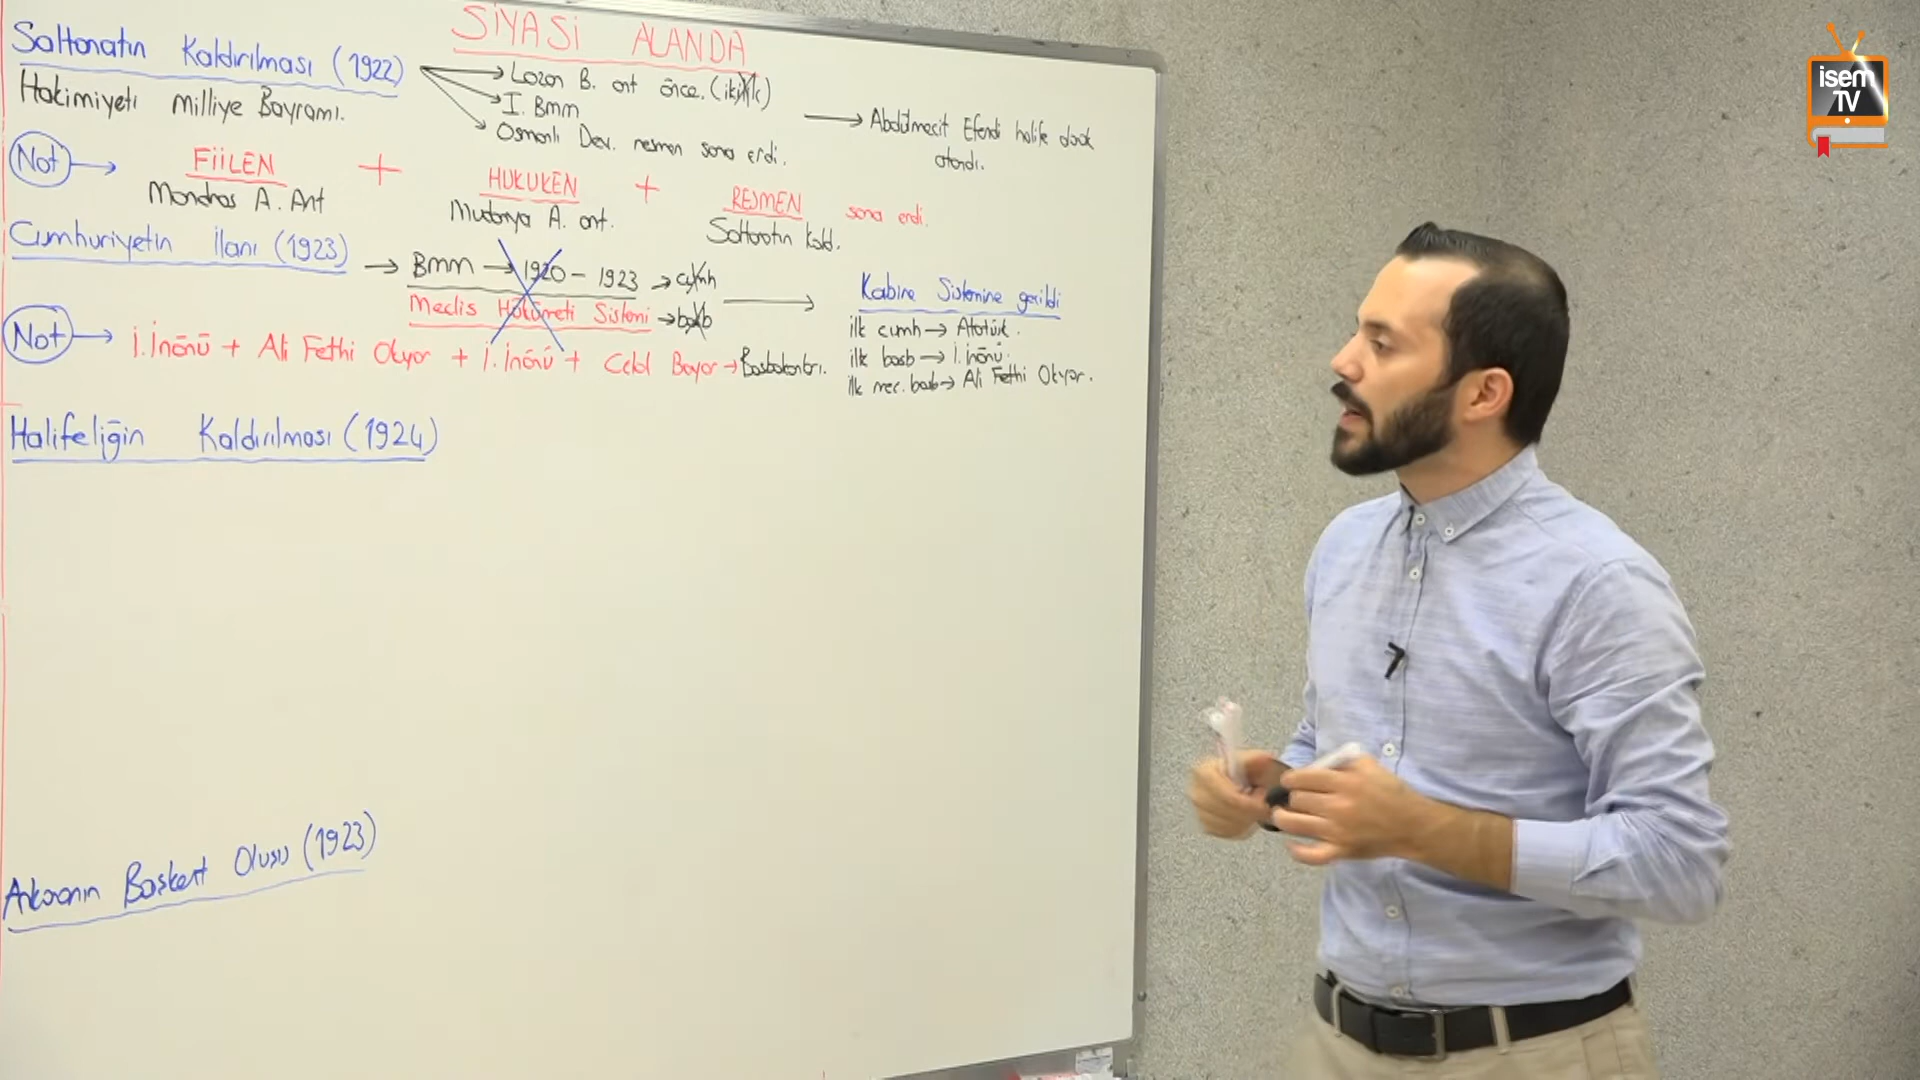 SİYASİ ALANDA
Saltanatın Kaldırılması (1922)
Hakimiyeti Milliye Bayramı.
Lozan B. ant önce. (ikilik)
I. Bmm
Osmanlı Dev. resmen sona erdi.
Abdülmecit Efendi halife olarak
atandı.
Not
FİİLEN + HUKUKEN + RESMEN sona erdi.
Mondros A. Ant
Mudanya A. ant.
Saltanatın kald.
Cumhuriyetin ilanı (1923)
Bmm → 1920 - 1923 → cumh
Meclis Hükümeti Sistemi → başb
Kabine Sistemine geçildi
ilk cumh → Atatürk.
ilk başb → İ. İnönü.
ilk mec. başb → Ali Fethi Okyar.
Not
İ. İnönü + Ali Fethi Okyar + İ. İnönü + Celal Bayar → Başbakanları.
Halifeliğin Kaldırılması (1924)
Ankaranın Başkent Oluşu (1923)
isem
TV